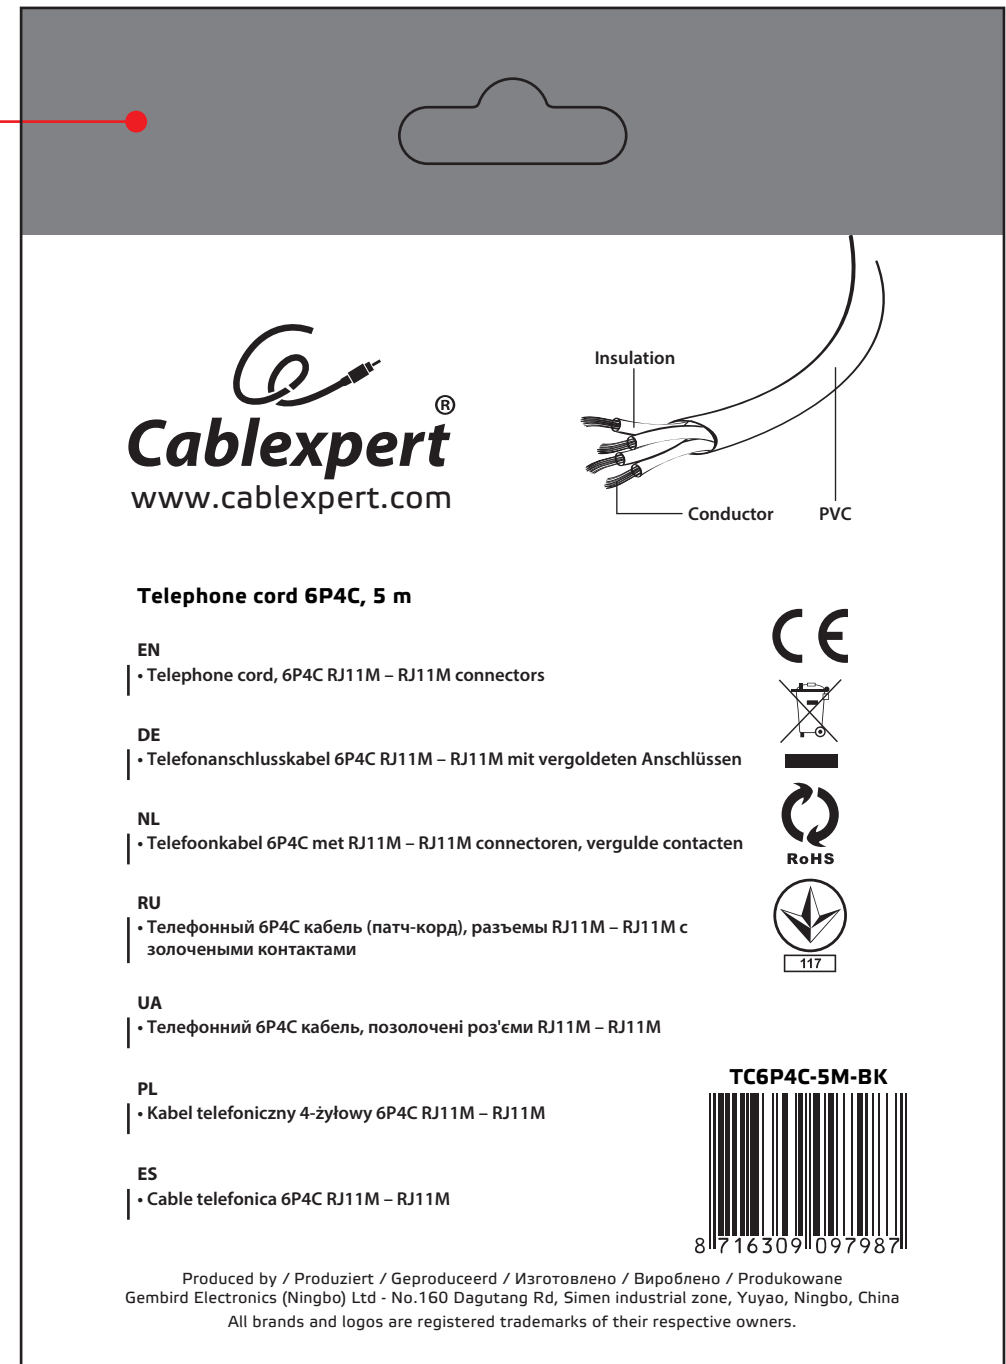 Insulation
Cablexpert®
www.cablexpert.com
Conductor PVC
Telephone cord 6P4C, 5 m
EN
• Telephone cord, 6P4C RJ11M – RJ11M connectors
DE
• Telefonanschlusskabel 6P4C RJ11M – RJ11M mit vergoldeten Anschlüssen
NL
• Telefoonkabel 6P4C met RJ11M – RJ11M connectoren, vergulde contacten
RoHS
RU
• Телефонный 6P4C кабель (патч-корд), разъемы RJ11M – RJ11M с
золочеными контактами
117
UA
• Телефонний 6P4C кабель, позолочені роз'єми RJ11M – RJ11M
TC6P4C-5M-BK
PL
• Kabel telefoniczny 4-żyłowy 6P4C RJ11M – RJ11M
ES
• Cable telefonica 6P4C RJ11M – RJ11M
8 716309 097987
Produced by / Produziert / Geproduceerd / Изготовлено / Вироблено / Produkowane
Gembird Electronics (Ningbo) Ltd - No.160 Dagutang Rd, Simen industrial zone, Yuyao, Ningbo, China
All brands and logos are registered trademarks of their respective owners.